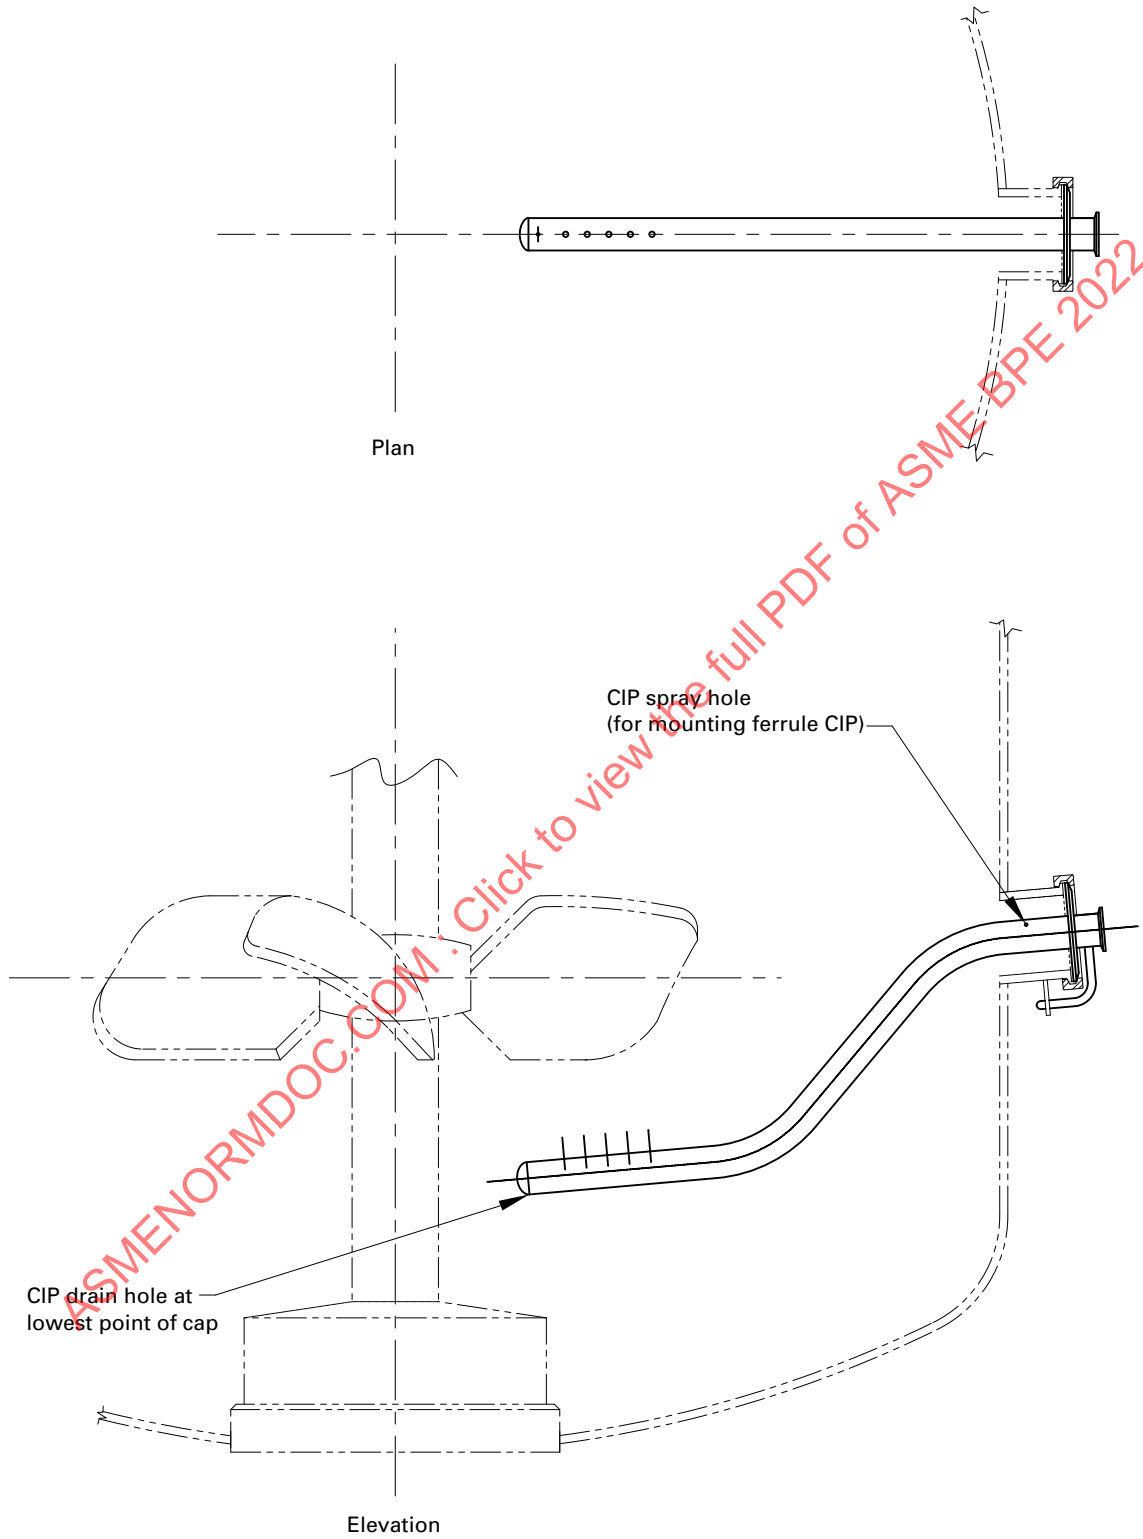 Plan
CIP spray hole
(for mounting ferrule CIP)
CIP drain hole at
lowest point of cap
Elevation
ASMENORMDOC.COM : Click to view the full PDF of ASME BPE 2022